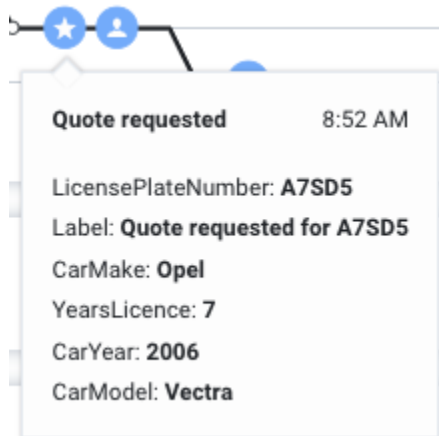 Quote requested 8:52 AM
LicensePlateNumber: A7SD5
Label: Quote requested for A7SD5
CarMake: Opel
YearsLicence: 7
CarYear: 2006
CarModel: Vectra